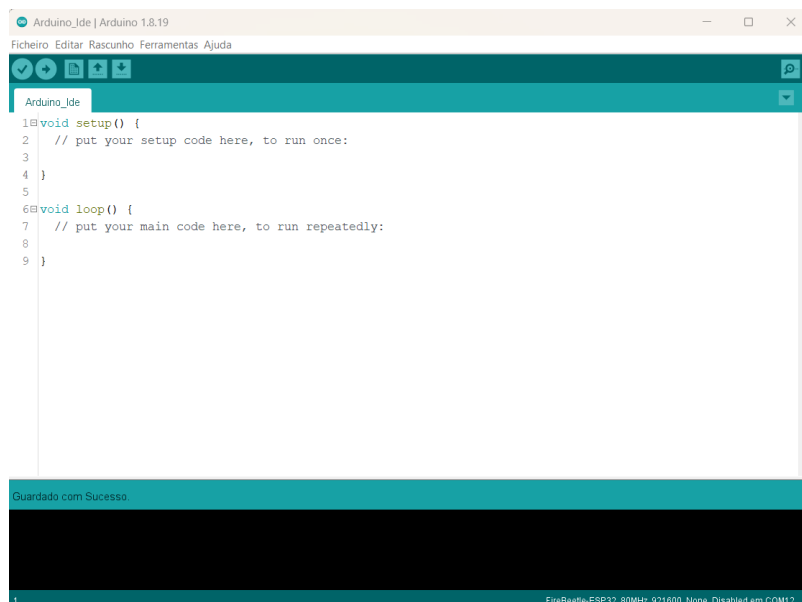 Arduino_Ide | Arduino 1.8.19
Ficheiro Editar Rascunho Ferramentas Ajuda
Arduino_Ide
1 void setup() {
2 // put your setup code here, to run once:
3
4 }
5
6 void loop() {
7 // put your main code here, to run repeatedly:
8
9 }
Guardado com Sucesso.
1 FireBeetle-ESP32, 80MHz, 921600, None, Disabled em COM12